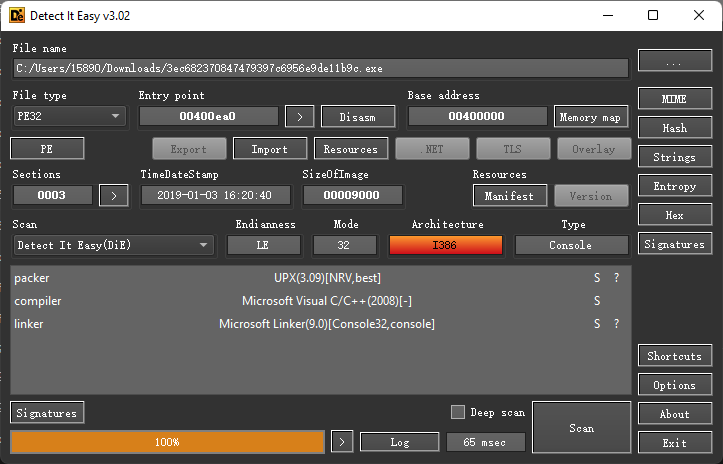 Detect It Easy v3.02
File name
C:/Users/15890/Downloads/3ec682370847479397c6956e9de11b9c.exe
...
File type
Entry point
Base address
PE32
00400ea0
>
Disasm
00400000
Memory map
MIME
PE
Export
Import
Resources
.NET
TLS
Overlay
Hash
Sections
TimeDateStamp
SizeOfImage
Resources
Strings
0003
>
2019-01-03 16:20:40
00009000
Manifest
Version
Entropy
Scan
Endianness
Mode
Architecture
Type
Hex
Detect It Easy(DiE)
LE
32
I386
Console
Signatures
packer
UPX(3.09)[NRV,best]
S ?
compiler
Microsoft Visual C/C++(2008)[-]
S
linker
Microsoft Linker(9.0)[Console32,console]
S ?
Shortcuts
Options
Signatures
Deep scan
Scan
About
100%
>
Log
65 msec
Exit